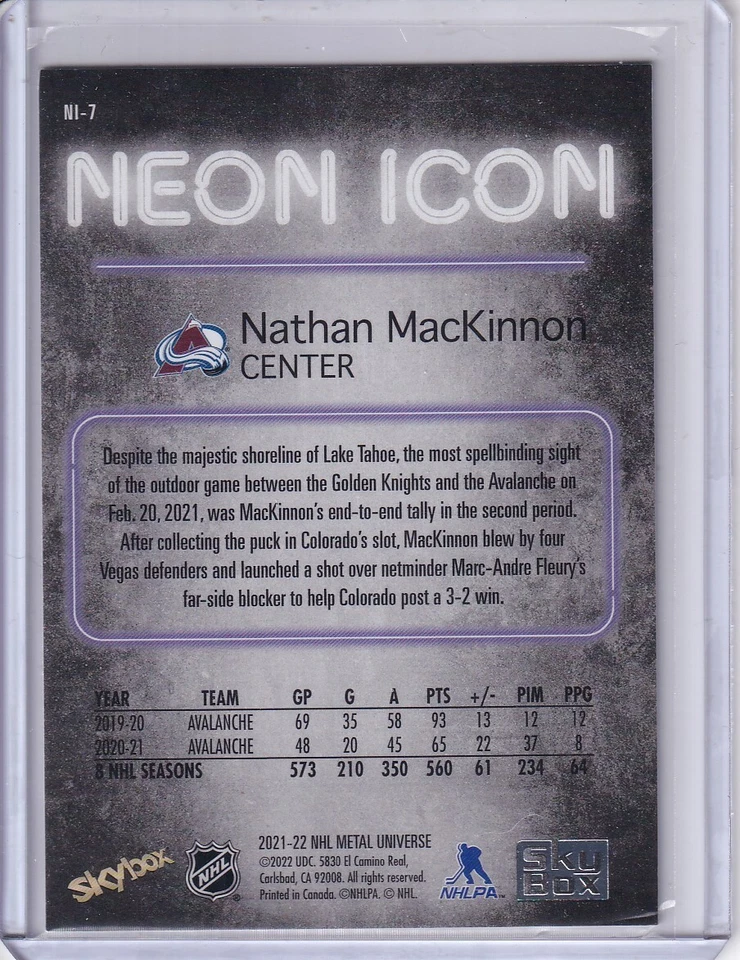 NI-7
NEON ICON
Nathan MacKinnon
CENTER
Despite the majestic shoreline of Lake Tahoe, the most spellbinding sight
of the outdoor game between the Golden Knights and the Avalanche on
Feb. 20, 2021, was MacKinnon's end-to-end tally in the second period.
After collecting the puck in Colorado's slot, MacKinnon blew by four
Vegas defenders and launched a shot over netminder Marc-Andre Fleury's
far-side blocker to help Colorado post a 3-2 win.
YEAR TEAM GP G A PTS +/- PIM PPG
2019-20 AVALANCHE 69 35 58 93 13 12 12
2020-21 AVALANCHE 48 20 45 65 22 37 8
8 NHL SEASONS 573 210 350 560 61 234 64
skybox
NHL
2021-22 NHL METAL UNIVERSE
©2022 UDC. 5830 El Camino Real,
Carlsbad, CA 92008. All rights reserved.
Printed in Canada. ©NHLPA. © NHL.
NHLPA™
SKY
BOX